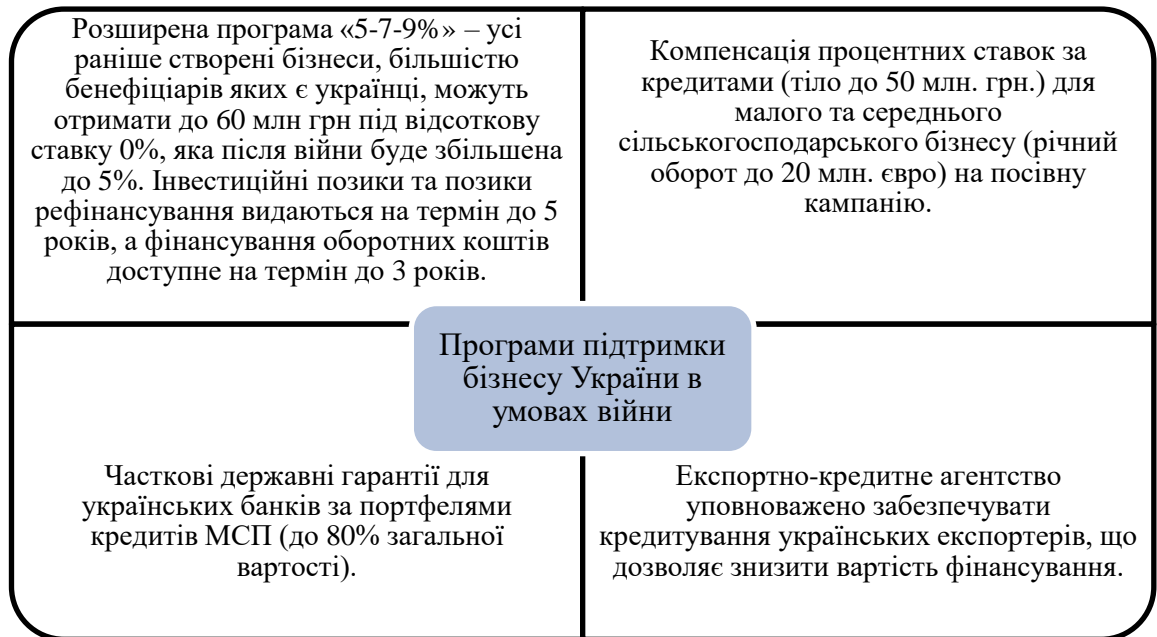 Розширена програма «5-7-9%» – усі
раніше створені бізнеси, більшістю
бенефіціарів яких є українці, можуть
отримати до 60 млн грн під відсоткову
ставку 0%, яка після війни буде збільшена
до 5%. Інвестиційні позики та позики
рефінансування видаються на термін до 5
років, а фінансування оборотних коштів
доступне на термін до 3 років.
Компенсація процентних ставок за
кредитами (тіло до 50 млн. грн.) для
малого та середнього
сільськогосподарського бізнесу (річний
оборот до 20 млн. євро) на посівну
кампанію.
Програми підтримки
бізнесу України в
умовах війни
Часткові державні гарантії для
українських банків за портфелями
кредитів МСП (до 80% загальної
вартості).
Експортно-кредитне агентство
уповноважено забезпечувати
кредитування українських експортерів, що
дозволяє знизити вартість фінансування.